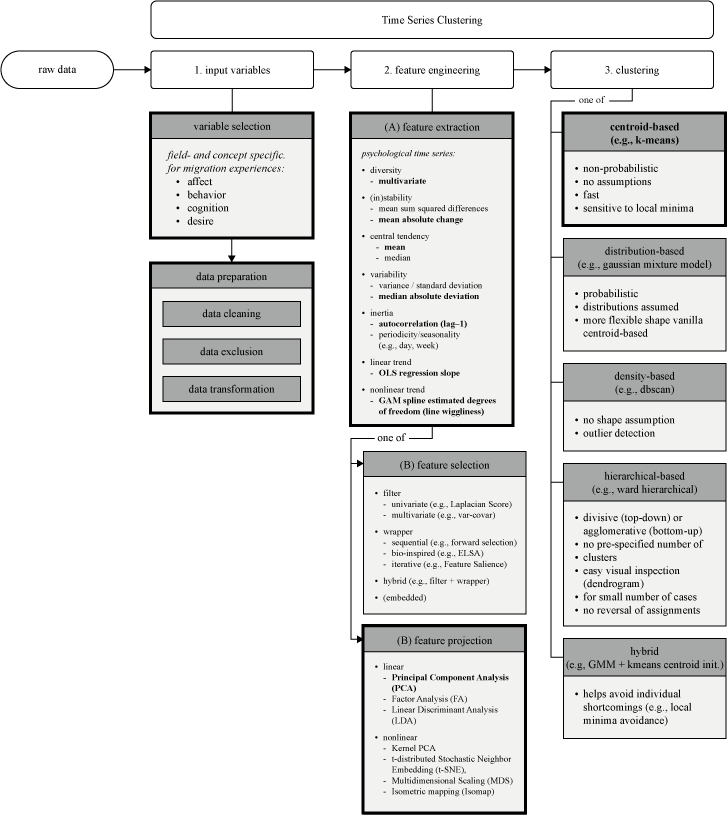 Time Series Clustering
raw data
1. input variables
2. feature engineering
3. clustering
variable selection
field- and concept specific.
for migration experiences:
• affect
• behavior
• cognition
• desire
data preparation
data cleaning
data exclusion
data transformation
(A) feature extraction
psychological time series:
• diversity
- multivariate
• (in)stability
- mean sum squared differences
- mean absolute change
• central tendency
- mean
- median
• variability
- variance / standard deviation
- median absolute deviation
• inertia
- autocorrelation (lag–1)
- periodicity/seasonality
(e.g., day, week)
• linear trend
- OLS regression slope
• nonlinear trend
- GAM spline estimated degrees
of freedom (line wiggliness)
one of
(B) feature selection
• filter
- univariate (e.g., Laplacian Score)
- multivariate (e.g., var-covar)
• wrapper
- sequential (e.g., forward selection)
- bio-inspired (e.g., ELSA)
- iterative (e.g., Feature Salience)
• hybrid (e.g., filter + wrapper)
• (embedded)
(B) feature projection
• linear
- Principal Component Analysis
(PCA)
- Factor Analysis (FA)
- Linear Discriminant Analysis
(LDA)
• nonlinear
- Kernel PCA
- t-distributed Stochastic Neighbor
Embedding (t-SNE),
- Multidimensional Scaling (MDS)
- Isometric mapping (Isomap)
one of
centroid-based
(e.g., k-means)
• non-probabilistic
• no assumptions
• fast
• sensitive to local minima
distribution-based
(e.g., gaussian mixture model)
• probabilistic
• distributions assumed
• more flexible shape vanilla
centroid-based
density-based
(e.g., dbscan)
• no shape assumption
• outlier detection
hierarchical-based
(e.g., ward hierarchical)
• divisive (top-down) or
agglomerative (bottom-up)
• no pre-specified number of
• clusters
• easy visual inspection
(dendrogram)
• for small number of cases
• no reversal of assignments
hybrid
(e.g, GMM + kmeans centroid init.)
• helps avoid individual
shortcomings (e.g., local
minima avoidance)